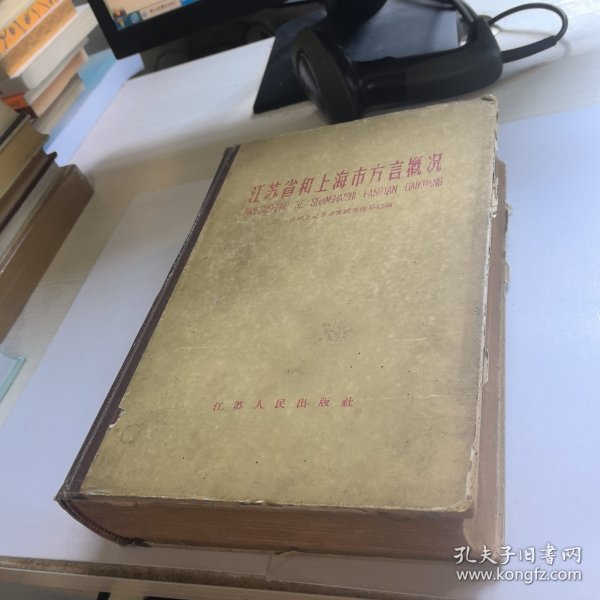 江苏省和上海市方言概况
JIANGSUSHENG HE SHANGHAISHI FANGYAN GAIKUANG
江苏人民出版社
孔夫子旧书网
www.kongfz.com